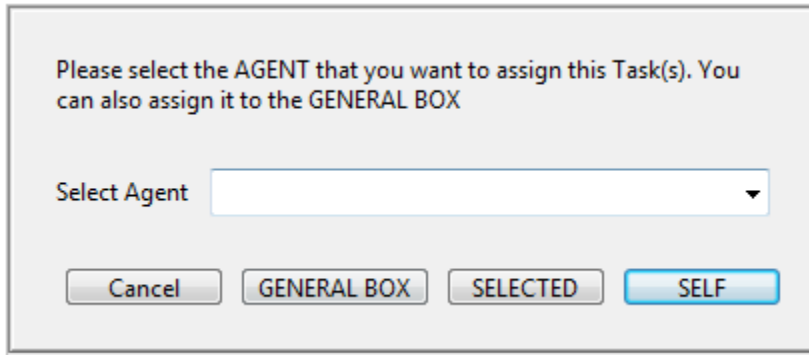 Please select the AGENT that you want to assign this Task(s). You
can also assign it to the GENERAL BOX
Select Agent
Cancel GENERAL BOX SELECTED SELF